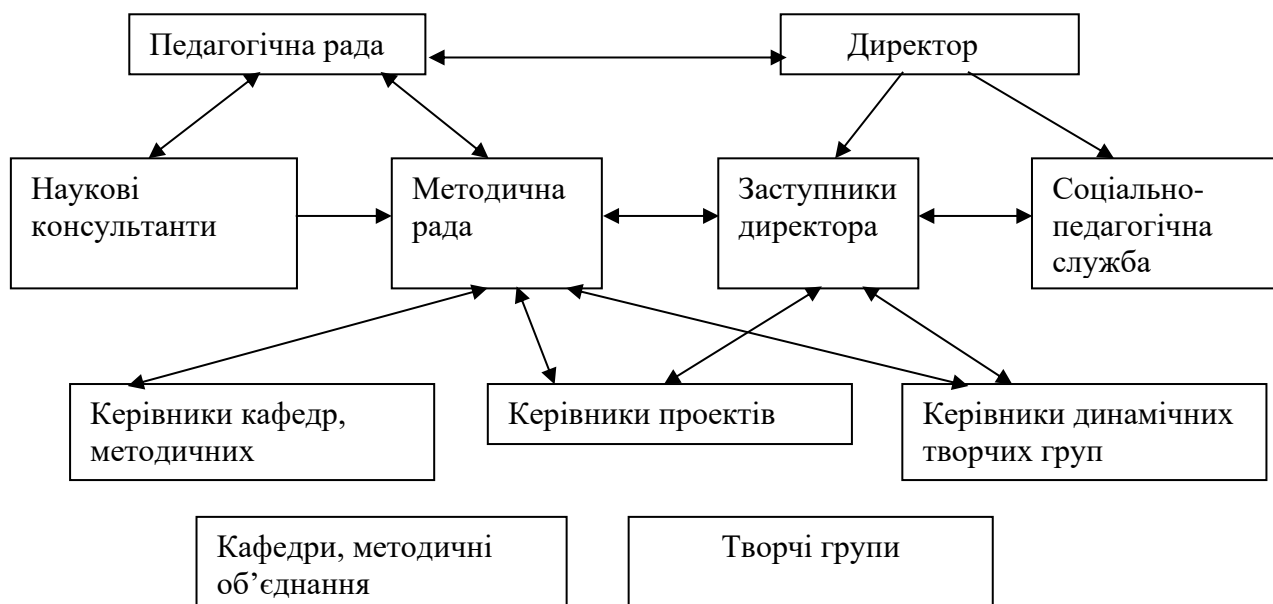 Педагогічна рада
Директор
Наукові
консультанти
Методична
рада
Заступники
директора
Соціально-
педагогічна
служба
Керівники кафедр,
методичних
Керівники проектів
Керівники динамічних
творчих груп
Кафедри, методичні
об’єднання
Творчі групи